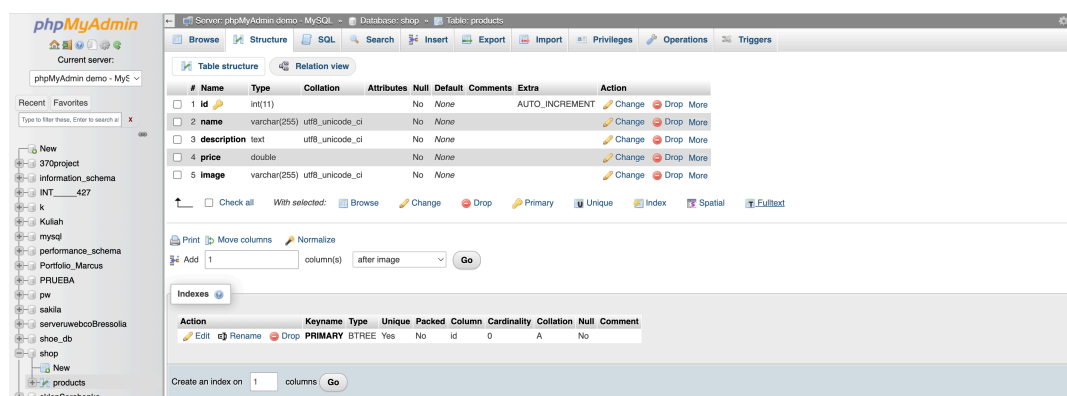 phpMyAdmin
Current server:
phpMyAdmin demo - MyS
Recent Favorites
Type to filter these, Enter to search al X
New
370project
information_schema
INT_____427
k
Kuliah
mysql
performance_schema
Portfolio_Marcus
PRUEBA
pw
sakila
serveruwebcoBressolia
shoe_db
shop
New
products
Server: phpMyAdmin demo - MySQL » Database: shop » Table: products
Browse Structure SQL Search Insert Export Import Privileges Operations Triggers
Table structure Relation view
# Name Type Collation Attributes Null Default Comments Extra Action
1 id int(11) No None AUTO_INCREMENT Change Drop More
2 name varchar(255) utf8_unicode_ci No None Change Drop More
3 description text utf8_unicode_ci No None Change Drop More
4 price double No None Change Drop More
5 image varchar(255) utf8_unicode_ci No None Change Drop More
Check all With selected: Browse Change Drop Primary Unique Index Spatial Fulltext
Print Move columns Normalize
Add 1 column(s) after image Go
Indexes
Action Keyname Type Unique Packed Column Cardinality Collation Null Comment
Edit Rename Drop PRIMARY BTREE Yes No id 0 A No
Create an index on 1 columns Go